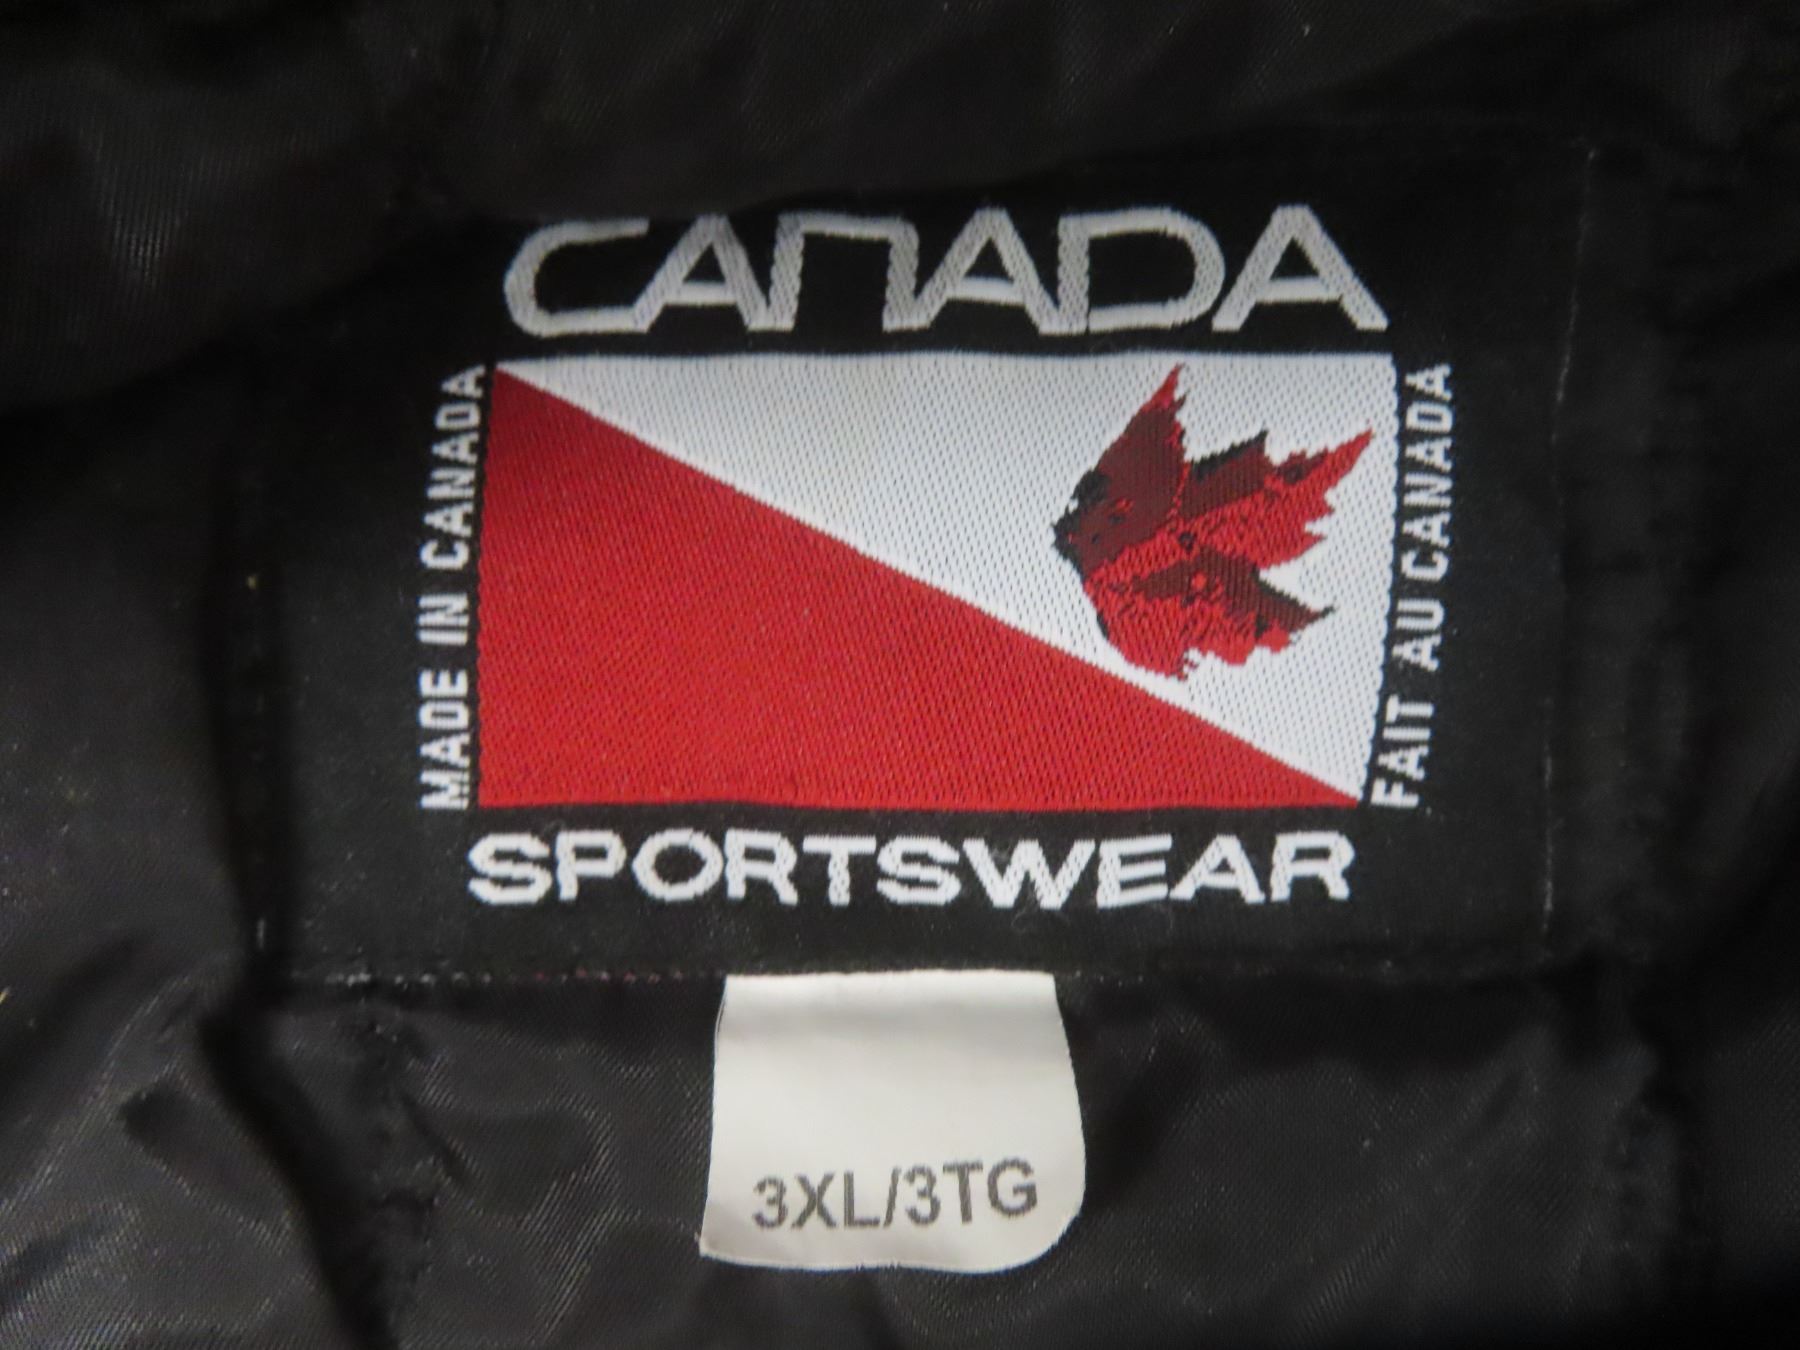 CANADA
MADE IN CANADA
FAIT AU CANADA
SPORTSWEAR
3XL/3TG